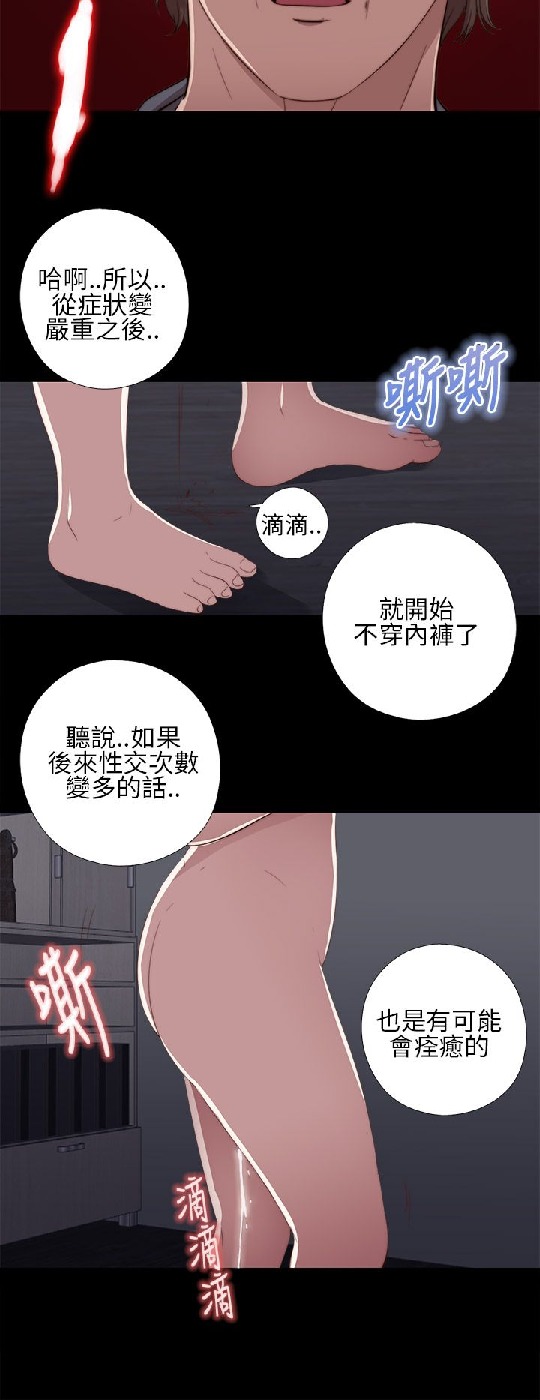 哈啊..所以..
從症狀變
嚴重之後..
嘶嘶
滴滴..
就開始
不穿內褲了
聽說..如果
後來性交次數
變多的話..
嘶
也是有可能
會痊癒的
滴
滴
滴